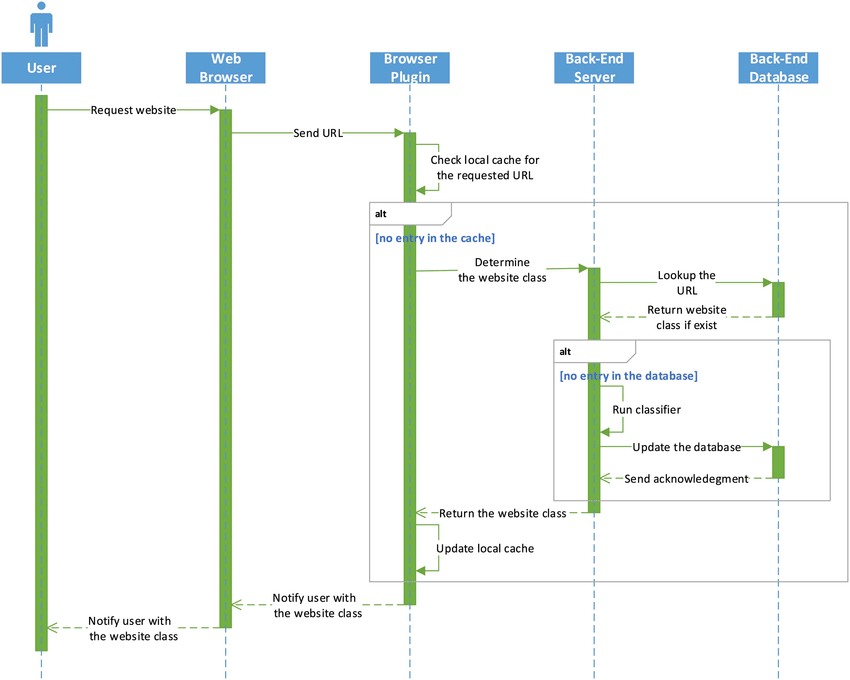 User
Web
Browser
Browser
Plugin
Back-End
Server
Back-End
Database
Request website
Send URL
Check local cache for
the requested URL
alt
[no entry in the cache]
Determine
the website class
Lookup the
URL
Return website
class if exist
alt
[no entry in the database]
Run classifier
Update the database
Send acknowledegment
Return the website class
Update local cache
Notify user with
the website class
Notify user with
the website class